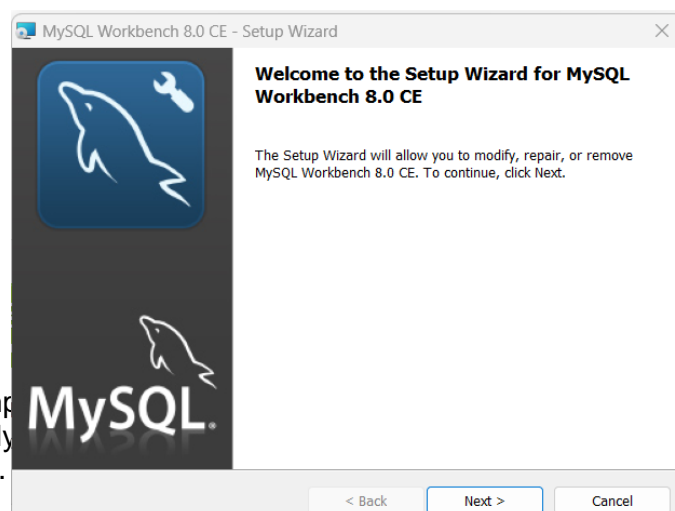 MySQL Workbench 8.0 CE - Setup Wizard
Welcome to the Setup Wizard for MySQL
Workbench 8.0 CE
The Setup Wizard will allow you to modify, repair, or remove
MySQL Workbench 8.0 CE. To continue, click Next.
MySQL.
< Back
Next >
Cancel